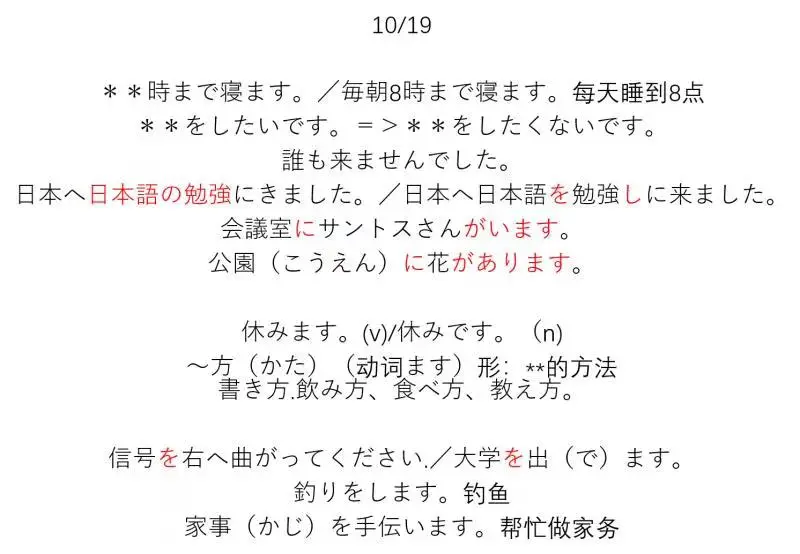 10/19
＊＊時まで寝ます。／毎朝8時まで寝ます。每天睡到8点
＊＊をしたいです。＝＞＊＊をしたくないです。
誰も来ませんでした。
日本へ日本語の勉強にきました。／日本へ日本語を勉強しに来ました。
会議室にサントスさんがいます。
公園（こうえん）に花があります。
休みます。(v)/休みです。（n)
～方（かた）（动词ます）形：**的方法
書き方.飲み方、食べ方、教え方。
信号を右へ曲がってください.／大学を出（で）ます。
釣りをします。钓鱼
家事（かじ）を手伝います。帮忙做家务